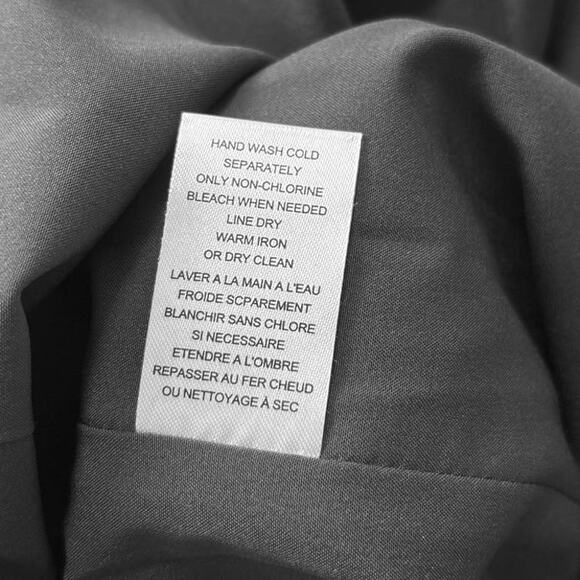 HAND WASH COLD
SEPARATELY
ONLY NON-CHLORINE
BLEACH WHEN NEEDED
LINE DRY
WARM IRON
OR DRY CLEAN
LAVER A LA MAIN A L'EAU
FROIDE SCPAREMENT
BLANCHIR SANS CHLORE
SI NECESSAIRE
ETENDRE A L'OMBRE
REPASSER AU FER CHEUD
OU NETTOYAGE À SEC